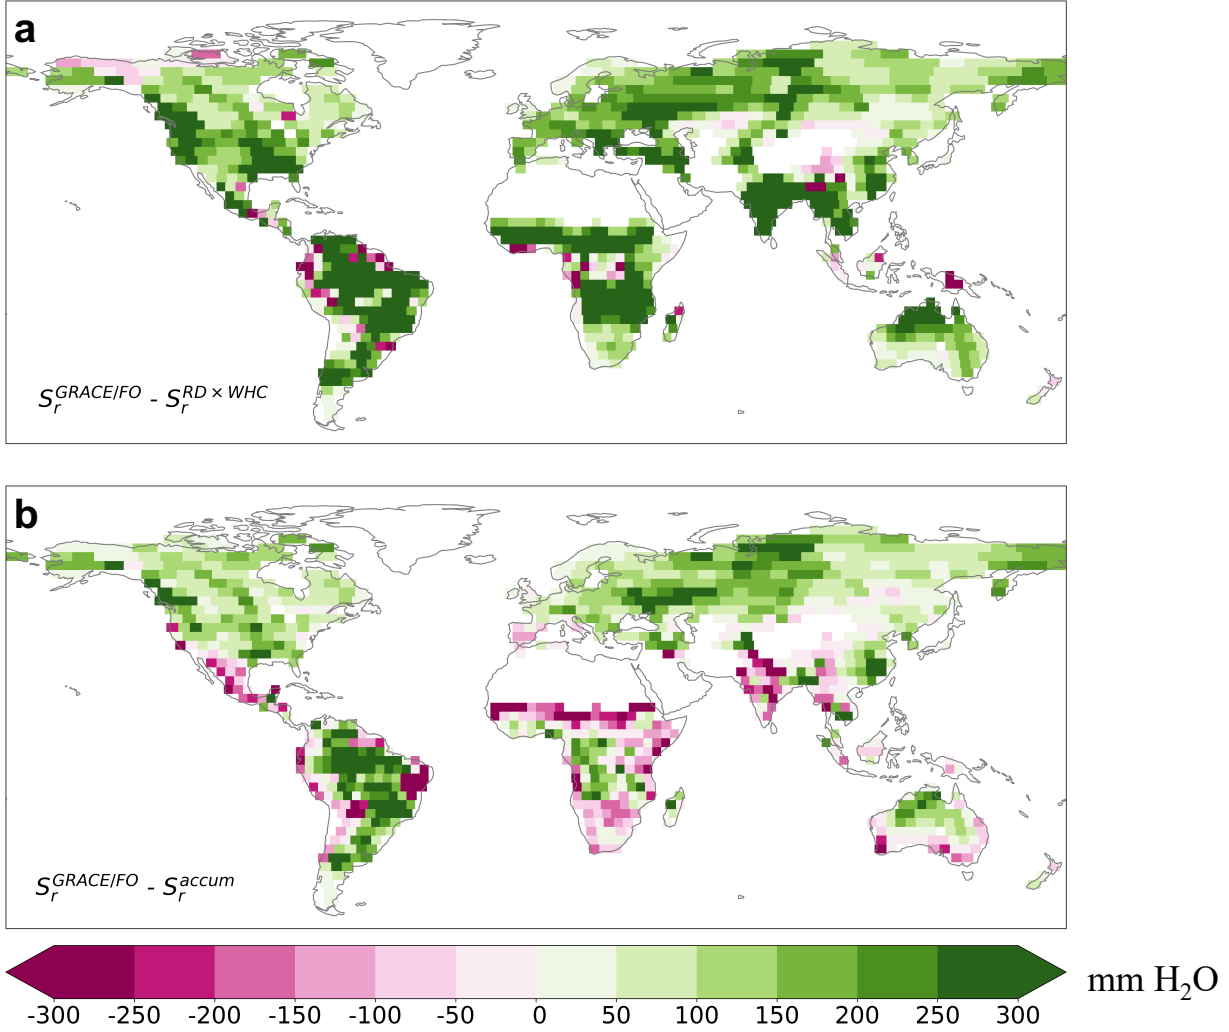 a
S_r^{GRACE/FO} - S_r^{RD × WHC}
b
S_r^{GRACE/FO} - S_r^{accum}
-300 -250 -200 -150 -100 -50 0 50 100 150 200 250 300
mm H₂O